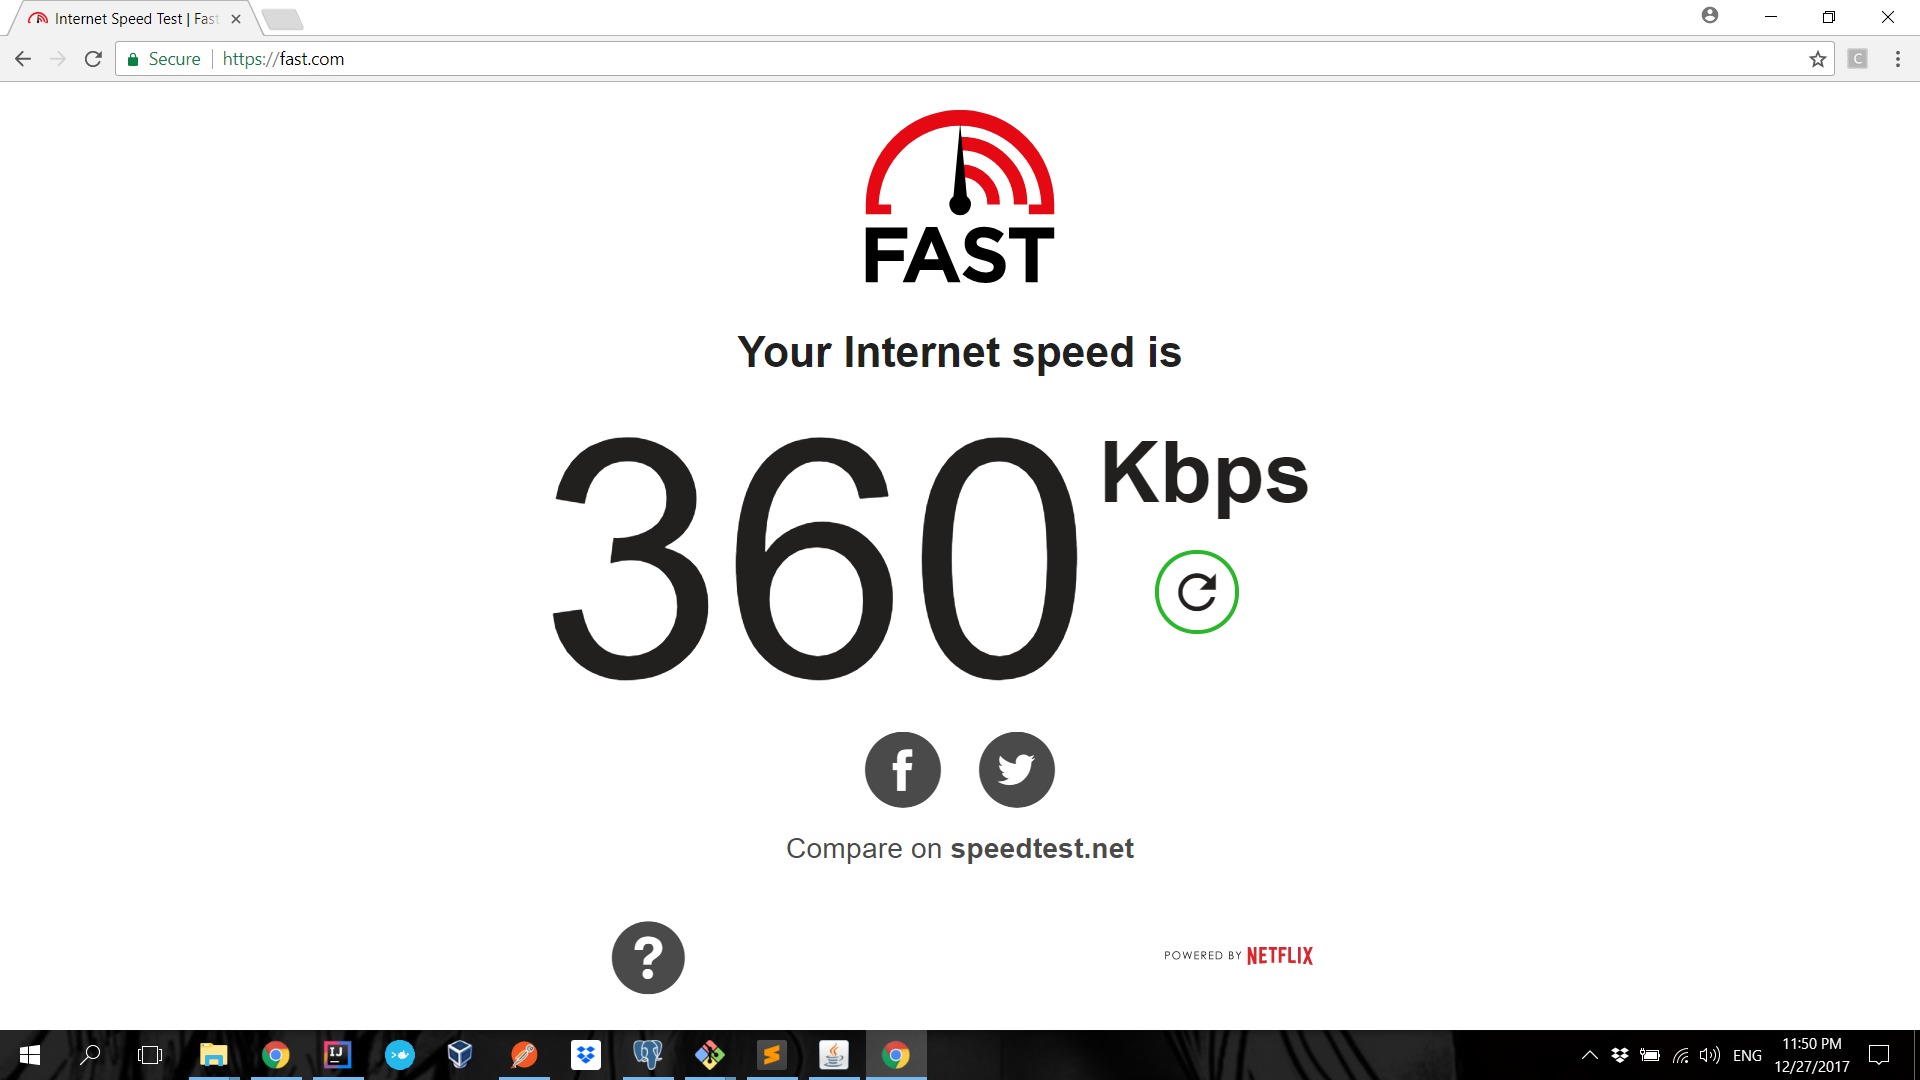 Internet Speed Test | Fast
Secure
https://fast.com
C
FAST
Your Internet speed is
360 Kbps
Compare on speedtest.net
?
POWERED BY NETFLIX
IJ
ENG
11:50 PM
12/27/2017